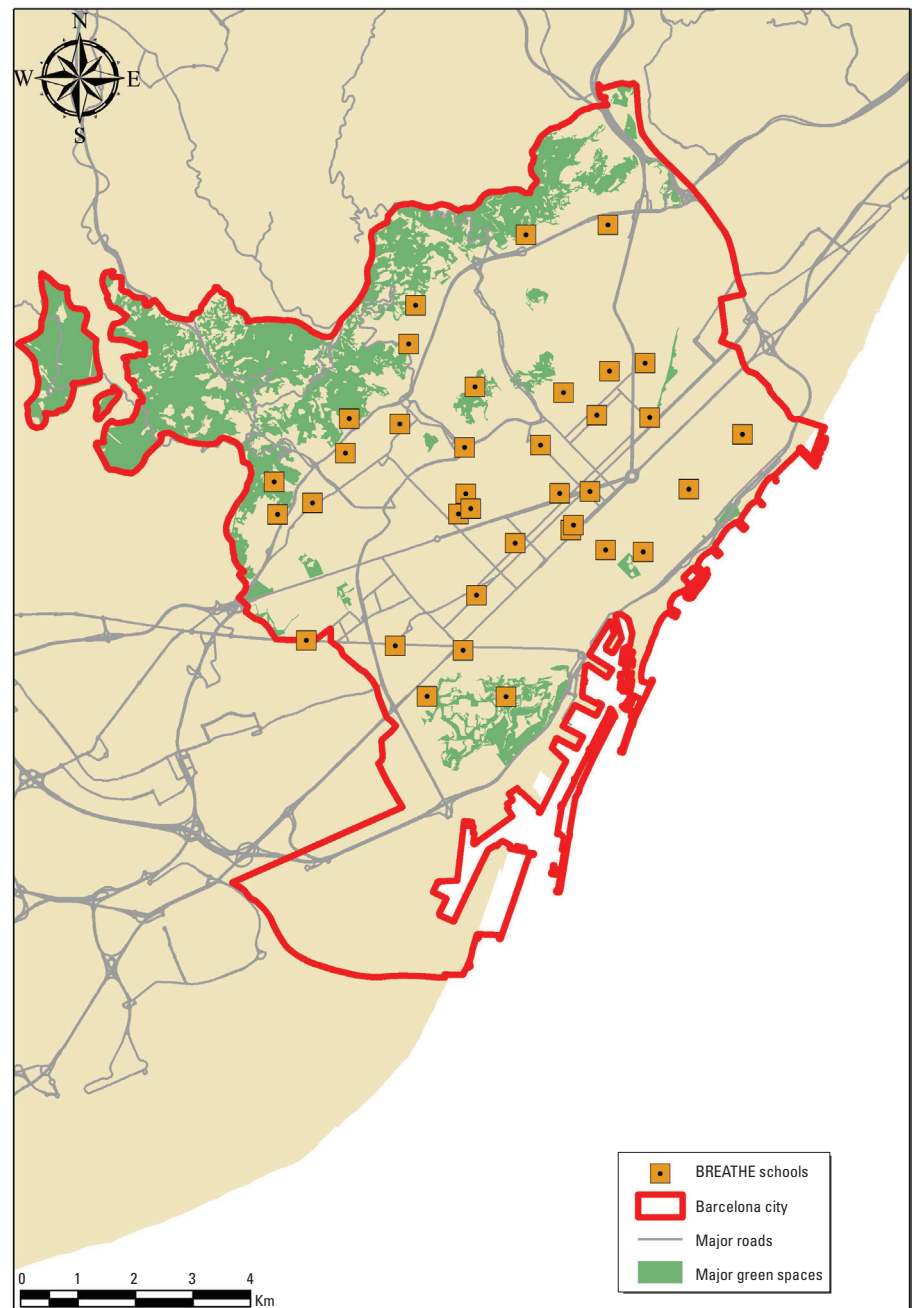 N
W E
S
BREATHE schools
Barcelona city
Major roads
Major green spaces
0 1 2 3 4
Km